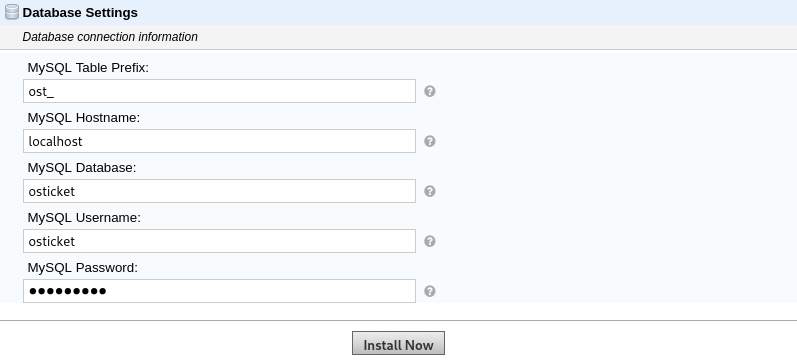 Database Settings
Database connection information
MySQL Table Prefix:
ost_
MySQL Hostname:
localhost
MySQL Database:
osticket
MySQL Username:
osticket
MySQL Password:
●●●●●●●●●
Install Now